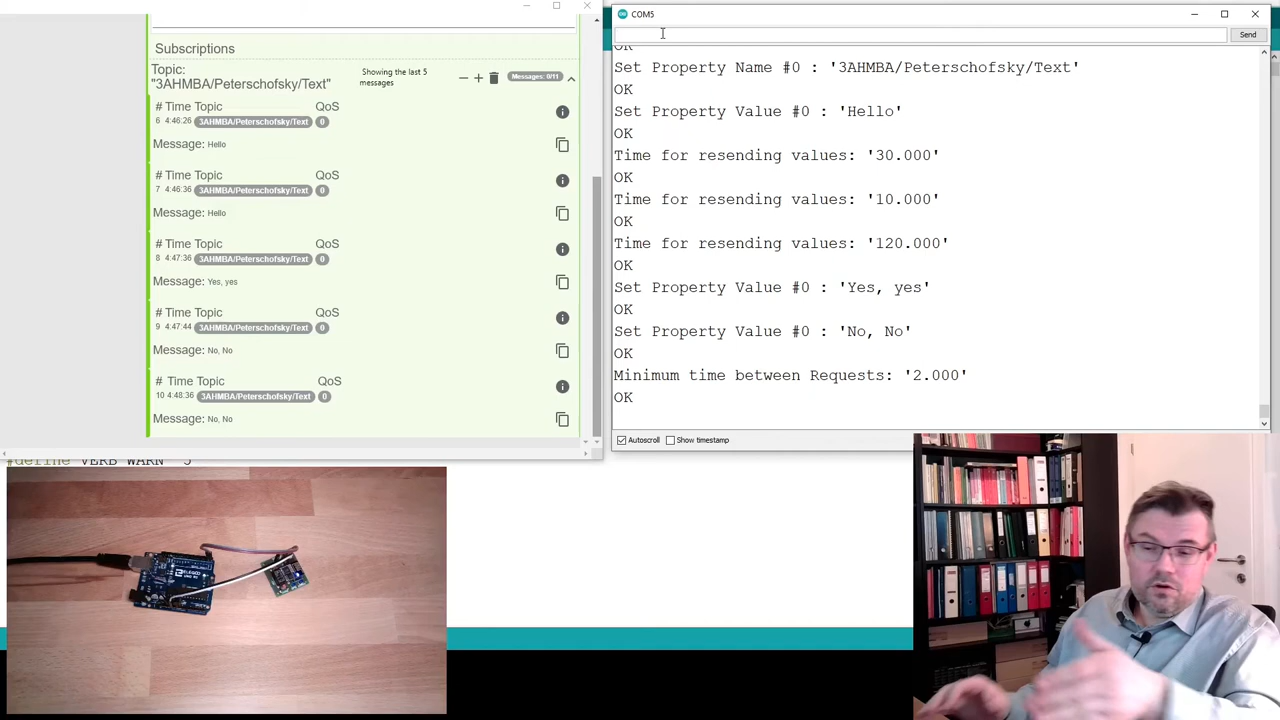 Subscriptions
Topic:
"3AHMBA/Peterschofsky/Text"
Showing the last 5
messages
Messages: 0/11
# Time Topic QoS
6 4:46:26 3AHMBA/Peterschofsky/Text 0
Message: Hello
# Time Topic QoS
7 4:46:36 3AHMBA/Peterschofsky/Text 0
Message: Hello
# Time Topic QoS
8 4:47:36 3AHMBA/Peterschofsky/Text 0
Message: Yes, yes
# Time Topic QoS
9 4:47:44 3AHMBA/Peterschofsky/Text 0
Message: No, No
# Time Topic QoS
10 4:48:36 3AHMBA/Peterschofsky/Text 0
Message: No, No
COM5
Send
OK
Set Property Name #0 : '3AHMBA/Peterschofsky/Text'
OK
Set Property Value #0 : 'Hello'
OK
Time for resending values: '30.000'
OK
Time for resending values: '10.000'
OK
Time for resending values: '120.000'
OK
Set Property Value #0 : 'Yes, yes'
OK
Set Property Value #0 : 'No, No'
OK
Minimum time between Requests: '2.000'
OK
Autoscroll Show timestamp
#define VERB WARN
ELEGOO
UNO R3